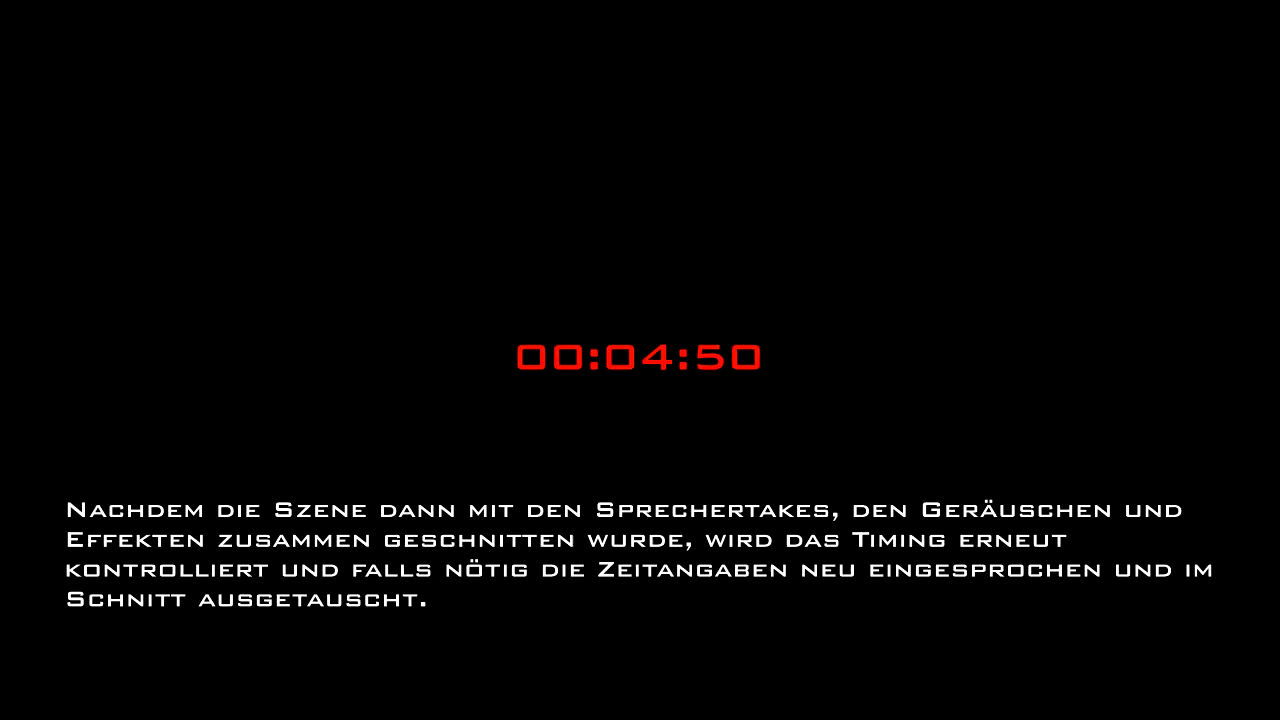 00:04:50
Nachdem die Szene dann mit den Sprechertakes, den Geräuschen und
Effekten zusammen geschnitten wurde, wird das Timing erneut
kontrolliert und falls nötig die Zeitangaben neu eingesprochen und im
Schnitt ausgetauscht.